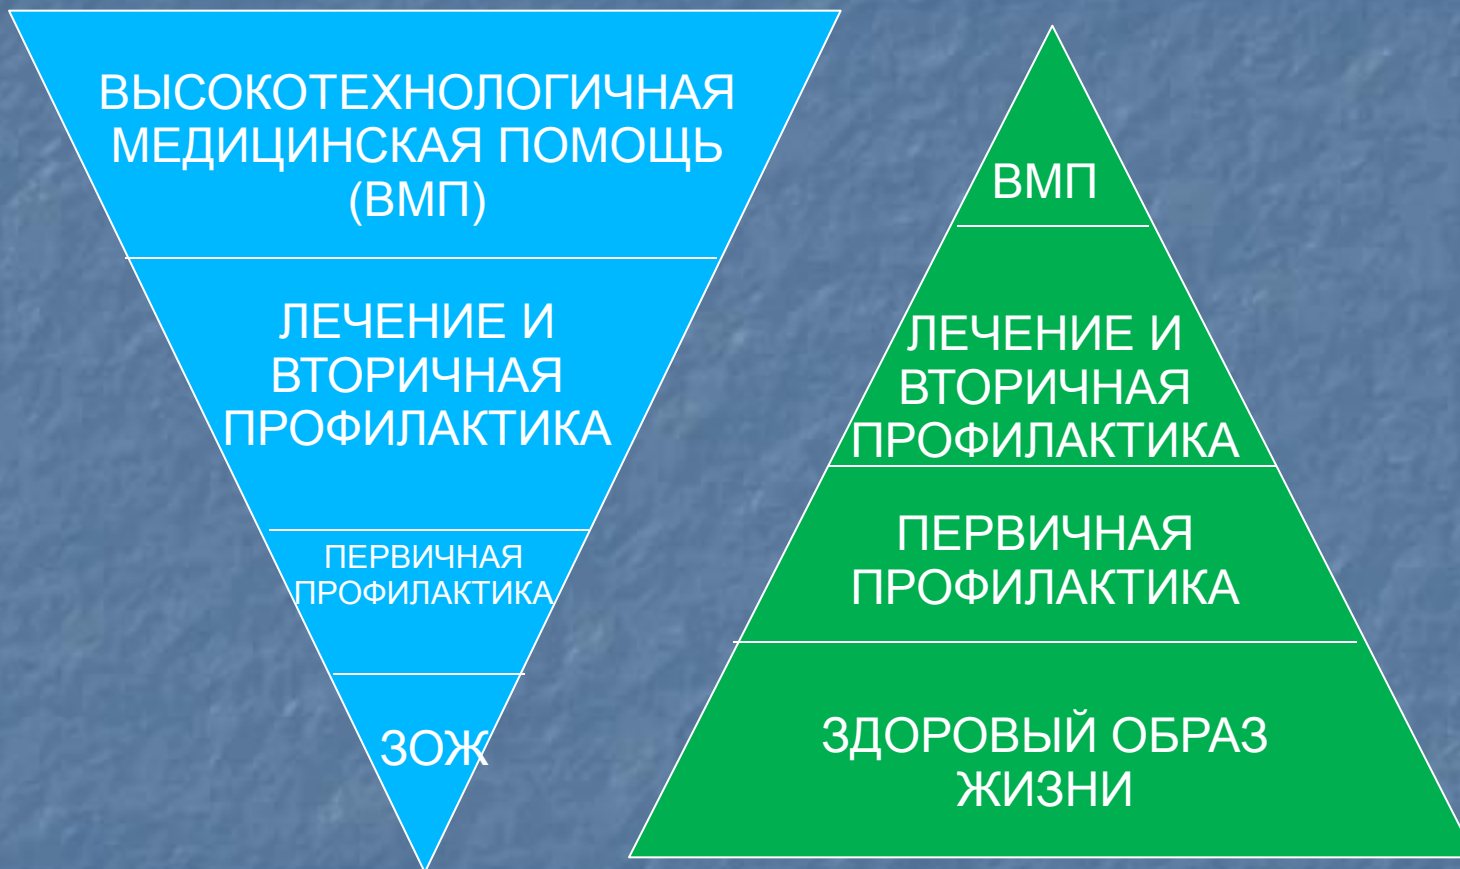 ВЫСОКОТЕХНОЛОГИЧНАЯ
МЕДИЦИНСКАЯ ПОМОЩЬ
(ВМП)
ЛЕЧЕНИЕ И
ВТОРИЧНАЯ
ПРОФИЛАКТИКА
ПЕРВИЧНАЯ
ПРОФИЛАКТИКА
ЗОЖ
ВМП
ЛЕЧЕНИЕ И
ВТОРИЧНАЯ
ПРОФИЛАКТИКА
ПЕРВИЧНАЯ
ПРОФИЛАКТИКА
ЗДОРОВЫЙ ОБРАЗ
ЖИЗНИ